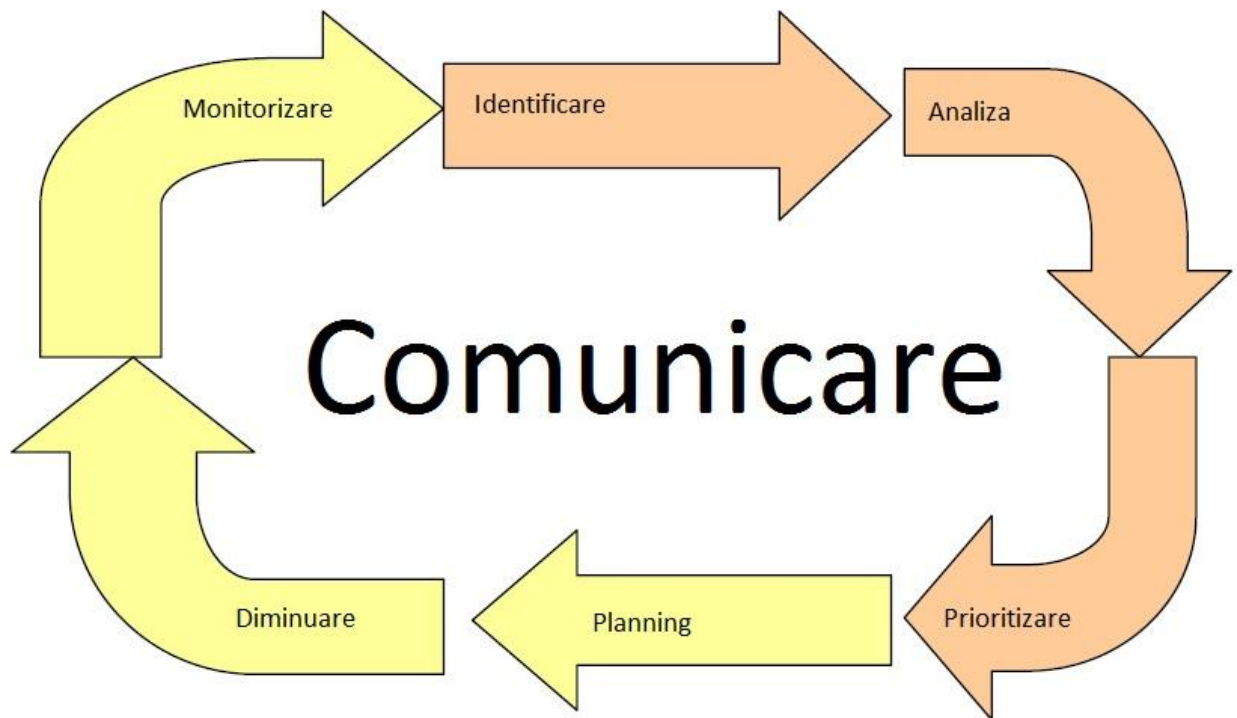 Monitorizare
Identificare
Analiza
Comunicare
Diminuare
Planning
Prioritizare